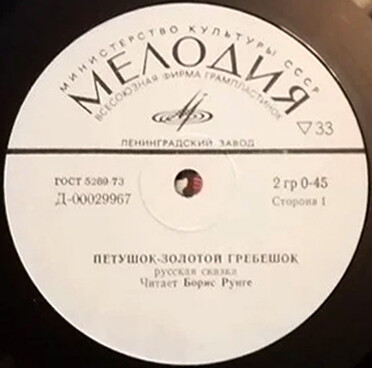 МИНИСТЕРСТВО КУЛЬТУРЫ СССР
МЕЛОДИЯ
ВСЕСОЮЗНАЯ ФИРМА ГРАМПЛАСТИНОК
▽33
ЛЕНИНГРАДСКИЙ ЗАВОД
ГОСТ 5289-73
2 гр 0-45
Д-00029967
Сторона 1
ПЕТУШОК-ЗОЛОТОЙ ГРЕБЕШОК
русская сказка
Читает Борис Рунге